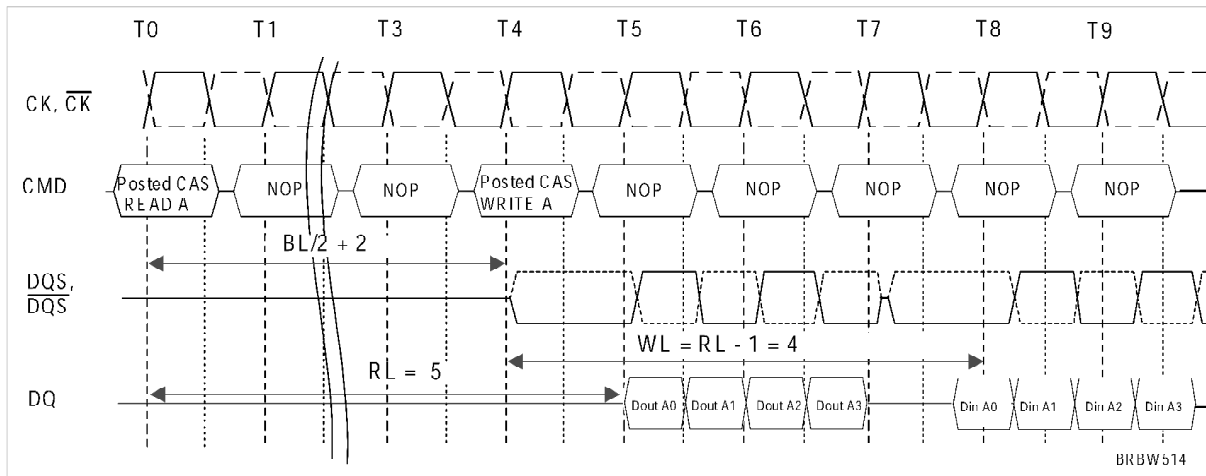 T0 T1 T3 T4 T5 T6 T7 T8 T9
CK, CK
CMD
Posted CAS
READ A
NOP
NOP
Posted CAS
WRITE A
NOP
NOP
NOP
NOP
NOP
BL/2 + 2
DQS,
DQS
WL = RL - 1 = 4
RL = 5
DQ
Dout A0 Dout A1 Dout A2 Dout A3 Din A0 Din A1 Din A2 Din A3
BRBW514